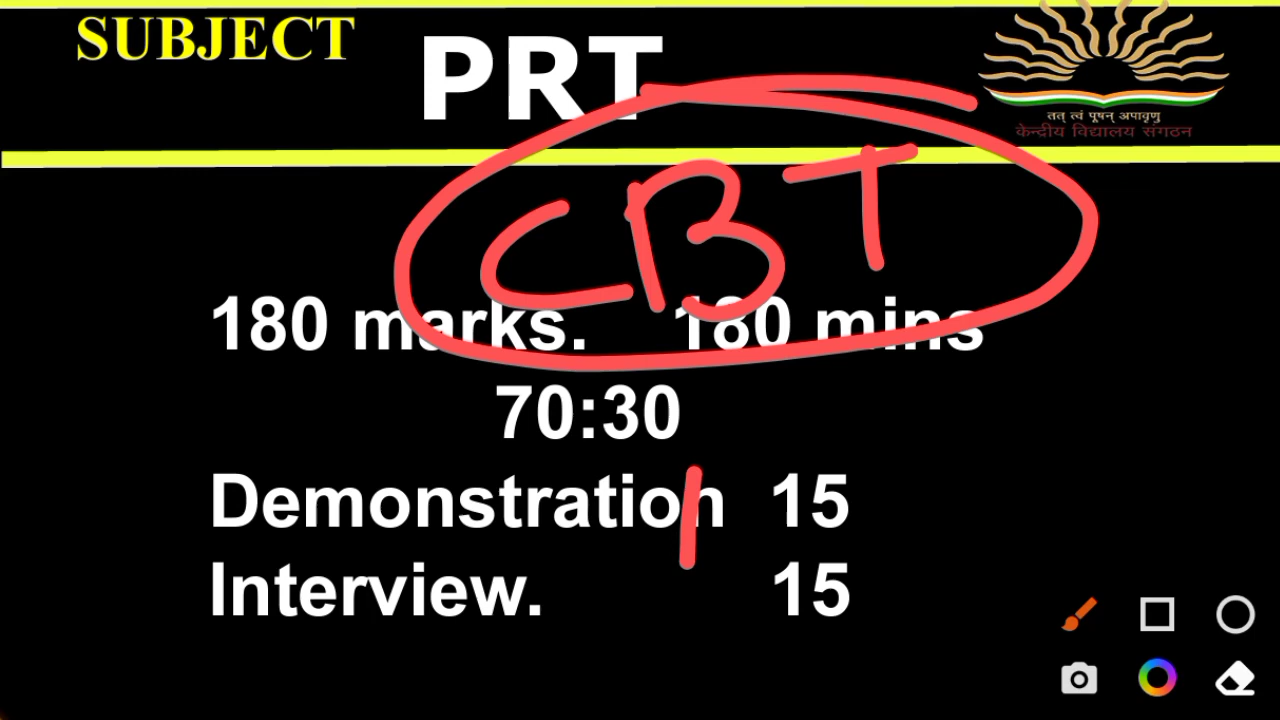 SUBJECT
PRT
तत् त्वं पूषन् अपावृणु
केन्द्रीय विद्यालय संगठन
CBT
180 marks. 180 mins
70:30
Demonstration 15
Interview. 15